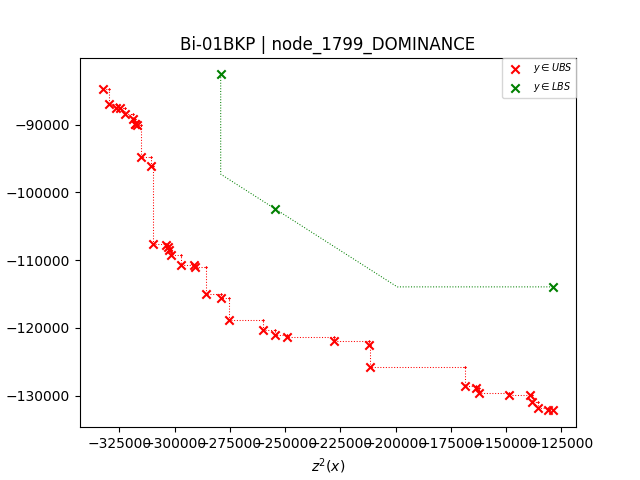 Bi-01BKP | node_1799_DOMINANCE
y ∈ UBS
y ∈ LBS
−90000
−100000
−110000
−120000
−130000
−325000 −300000 −275000 −250000 −225000 −200000 −175000 −150000 −125000
z²(x)